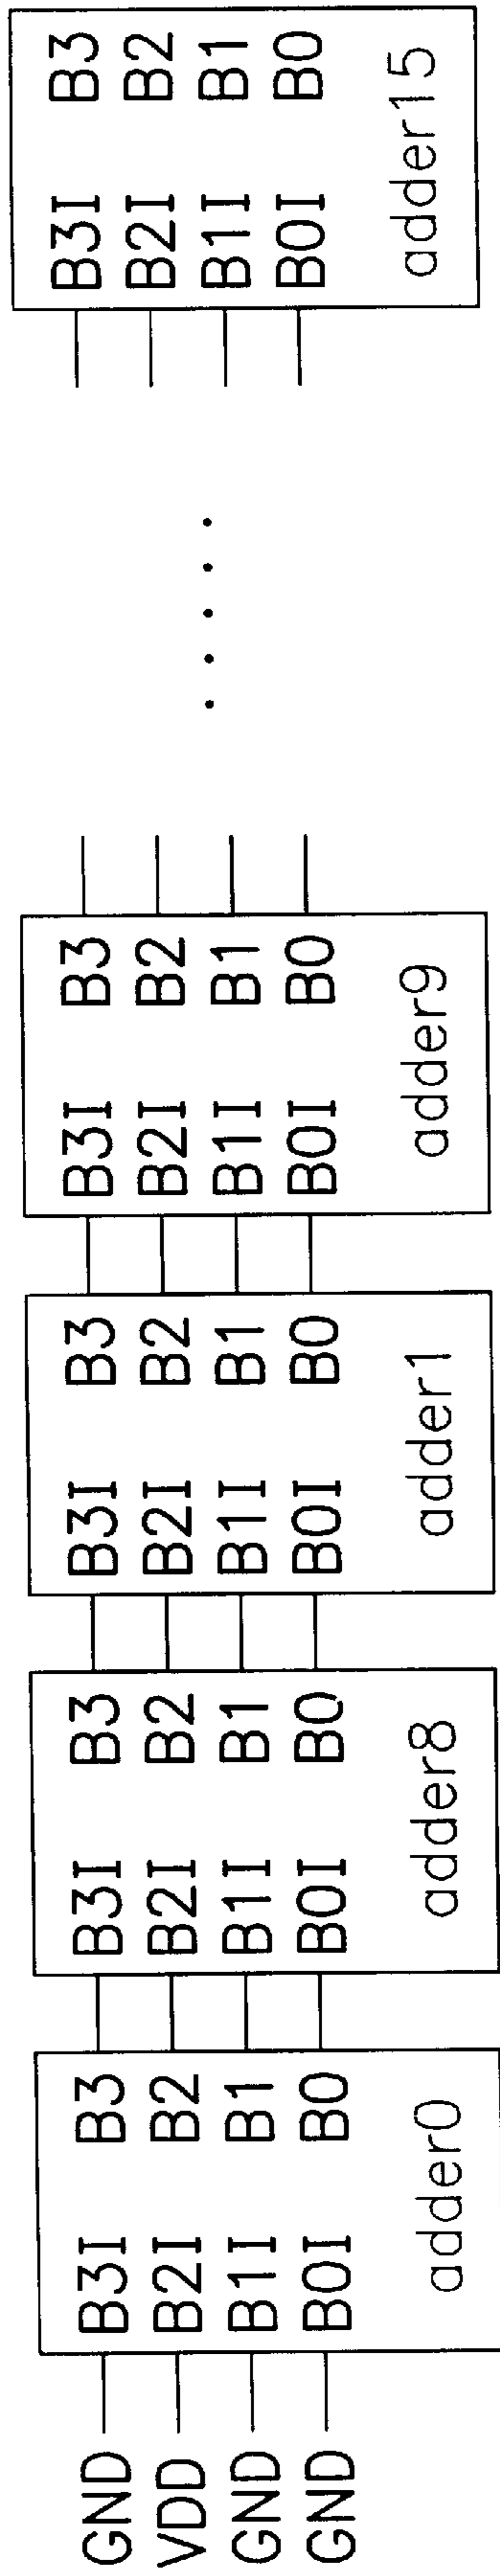 GND B3I B3 B3I B3 B3I B3 B3I B3 B3I B3
VDD B2I B2 B2I B2 B2I B2 B2I B2 B2I B2
GND B1I B1 B1I B1 B1I B1 B1I B1 B1I B1
GND B0I B0 B0I B0 B0I B0 B0I B0 B0I B0
adder0 adder8 adder1 adder9 adder15